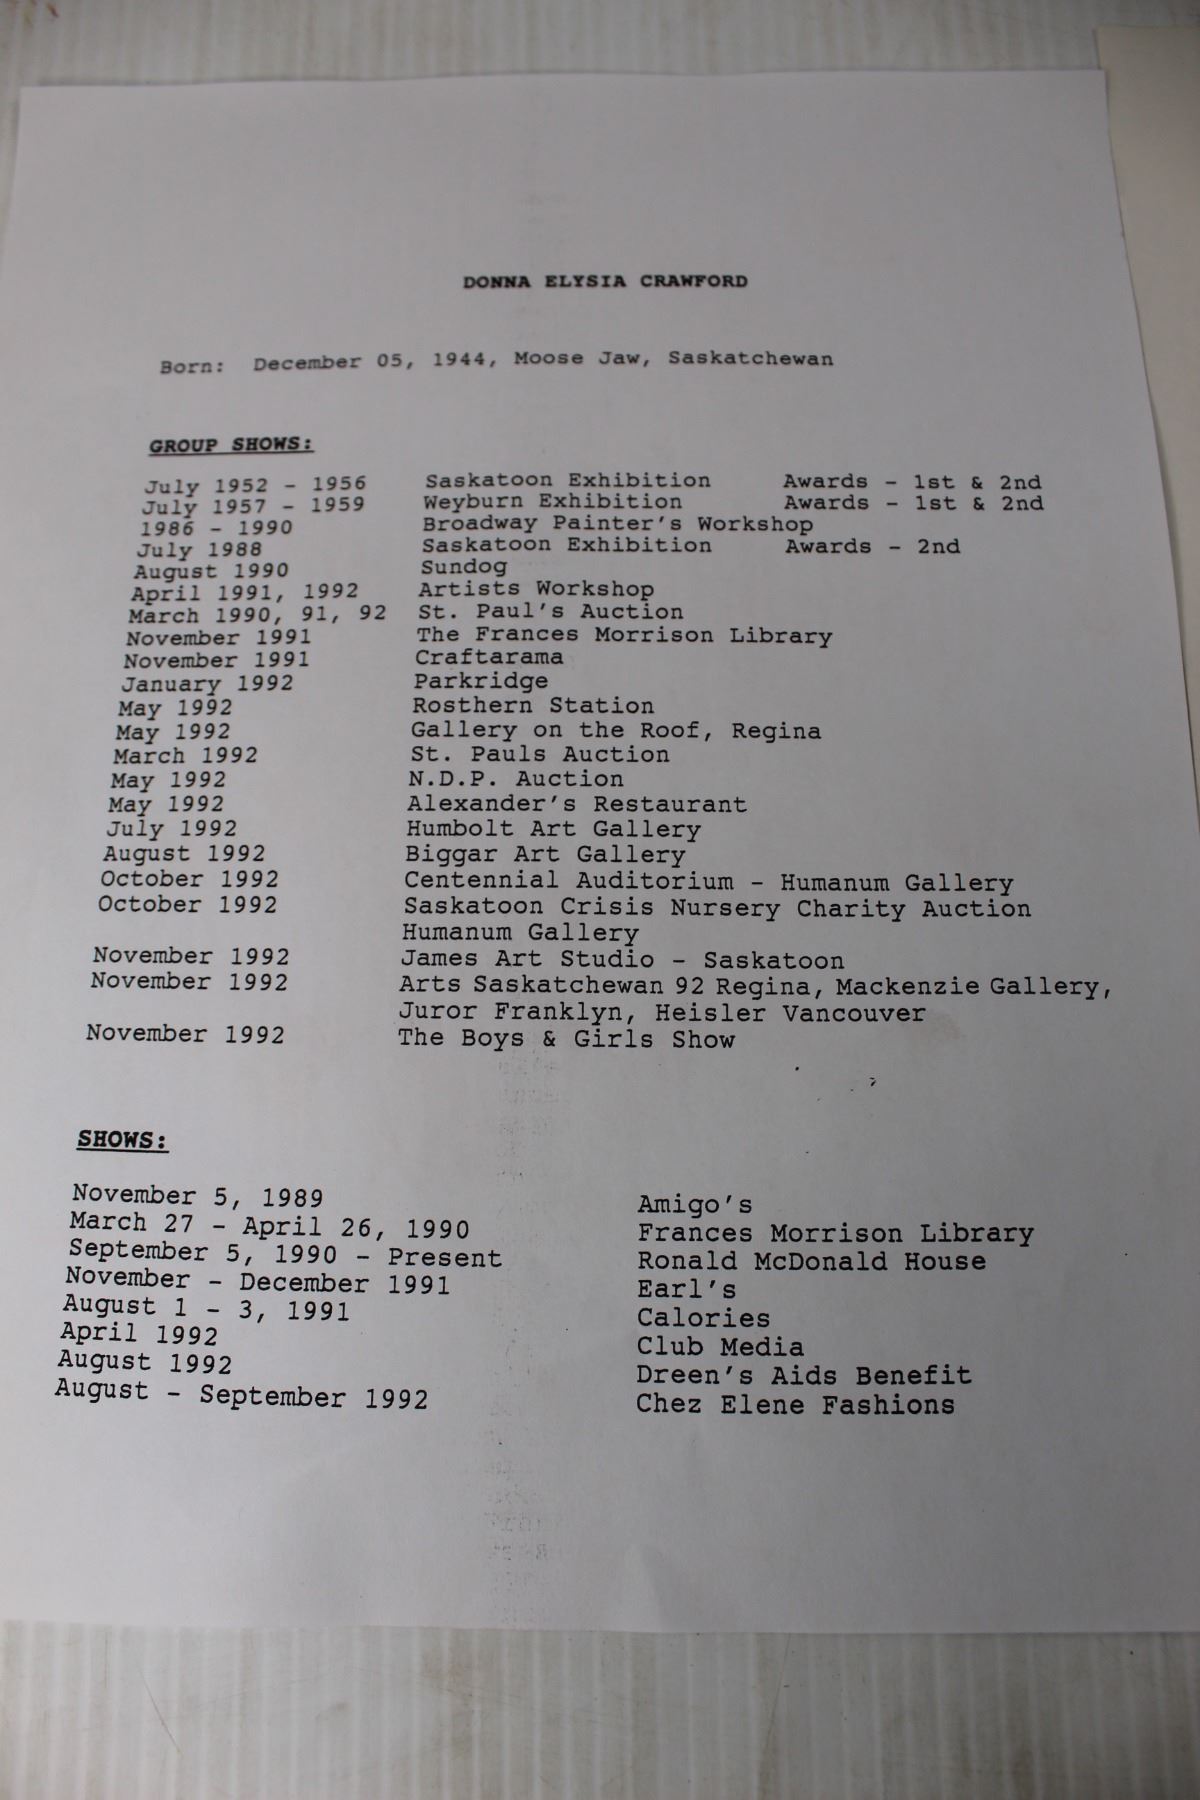 DONNA ELYSIA CRAWFORD
Born: December 05, 1944, Moose Jaw, Saskatchewan
GROUP SHOWS:
July 1952 - 1956 Saskatoon Exhibition Awards - 1st & 2nd
July 1957 - 1959 Weyburn Exhibition Awards - 1st & 2nd
1986 - 1990 Broadway Painter's Workshop
July 1988 Saskatoon Exhibition Awards - 2nd
August 1990 Sundog
April 1991, 1992 Artists Workshop
March 1990, 91, 92 St. Paul's Auction
November 1991 The Frances Morrison Library
November 1991 Craftarama
January 1992 Parkridge
May 1992 Rosthern Station
May 1992 Gallery on the Roof, Regina
March 1992 St. Pauls Auction
May 1992 N.D.P. Auction
May 1992 Alexander's Restaurant
July 1992 Humbolt Art Gallery
August 1992 Biggar Art Gallery
October 1992 Centennial Auditorium - Humanum Gallery
October 1992 Saskatoon Crisis Nursery Charity Auction
Humanum Gallery
November 1992 James Art Studio - Saskatoon
November 1992 Arts Saskatchewan 92 Regina, Mackenzie Gallery,
Juror Franklyn, Heisler Vancouver
November 1992 The Boys & Girls Show
SHOWS:
November 5, 1989 Amigo's
March 27 - April 26, 1990 Frances Morrison Library
September 5, 1990 - Present Ronald McDonald House
November - December 1991 Earl's
August 1 - 3, 1991 Calories
April 1992 Club Media
August 1992 Dreen's Aids Benefit
August - September 1992 Chez Elene Fashions